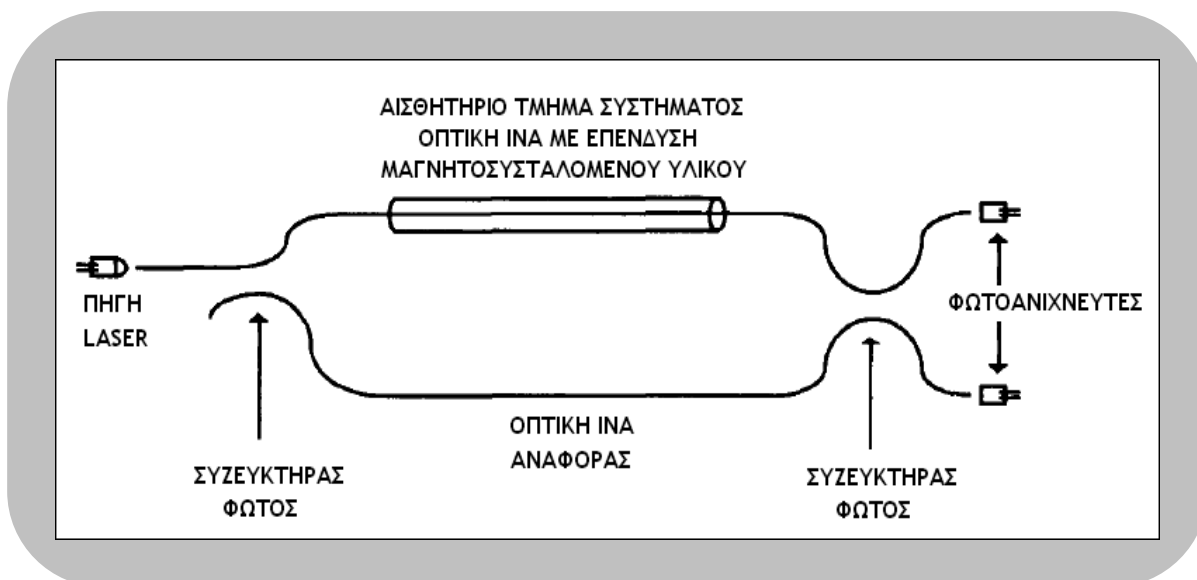 ΑΙΣΘΗΤΗΡΙΟ ΤΜΗΜΑ ΣΥΣΤΗΜΑΤΟΣ
ΟΠΤΙΚΗ ΙΝΑ ΜΕ ΕΠΕΝΔΥΣΗ
ΜΑΓΝΗΤΟΣΥΣΤΑΛΟΜΕΝΟΥ ΥΛΙΚΟΥ
ΠΗΓΗ
LASER
ΦΩΤΟΑΝΙΧΝΕΥΤΕΣ
ΟΠΤΙΚΗ ΙΝΑ
ΑΝΑΦΟΡΑΣ
ΣΥΖΕΥΚΤΗΡΑΣ
ΦΩΤΟΣ
ΣΥΖΕΥΚΤΗΡΑΣ
ΦΩΤΟΣ